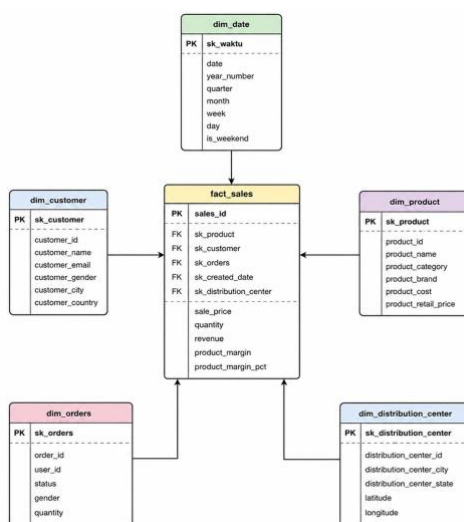 dim_date
PK sk_waktu
date
year_number
quarter
month
week
day
is_weekend
dim_customer
PK sk_customer
customer_id
customer_name
customer_email
customer_gender
customer_city
customer_country
fact_sales
PK sales_id
FK sk_product
FK sk_customer
FK sk_orders
FK sk_created_date
FK sk_distribution_center
sale_price
quantity
revenue
product_margin
product_margin_pct
dim_product
PK sk_product
product_id
product_name
product_category
product_brand
product_cost
product_retail_price
dim_orders
PK sk_orders
order_id
user_id
status
gender
quantity
dim_distribution_center
PK sk_distribution_center
distribution_center_id
distribution_center_city
distribution_center_state
latitude
longitude